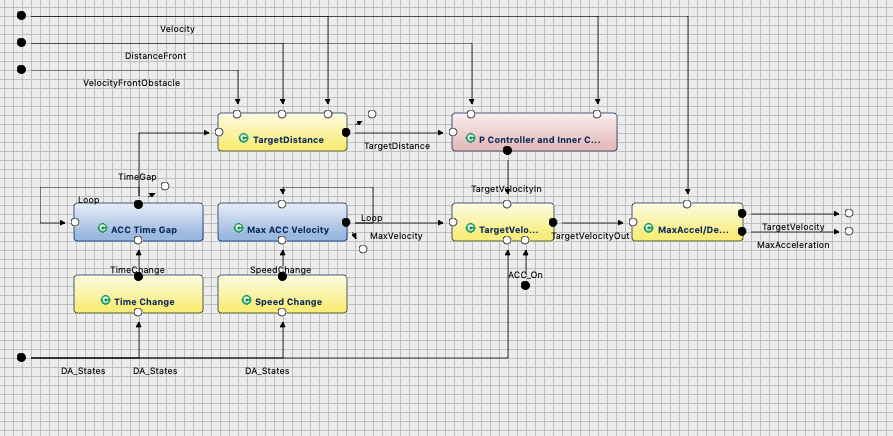 Velocity
DistanceFront
VelocityFrontObstacle
TargetDistance
P Controller and Inner C...
TargetDistance
TimeGap
TargetVelocityIn
Loop
Loop
ACC Time Gap
Max ACC Velocity
TargetVelo...
MaxAccel/De...
MaxVelocity
TargetVelocityOut
TargetVelocity
MaxAcceleration
TimeChange
SpeedChange
ACC_On
Time Change
Speed Change
DA_States
DA_States
DA_States